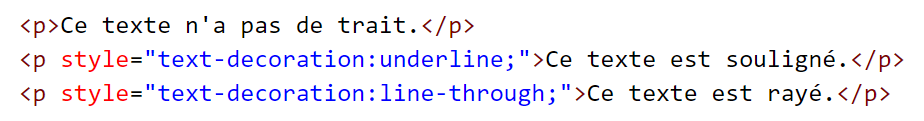 <p>Ce texte n'a pas de trait.</p>
<p style="text-decoration:underline;">Ce texte est souligné.</p>
<p style="text-decoration:line-through;">Ce texte est rayé.</p>